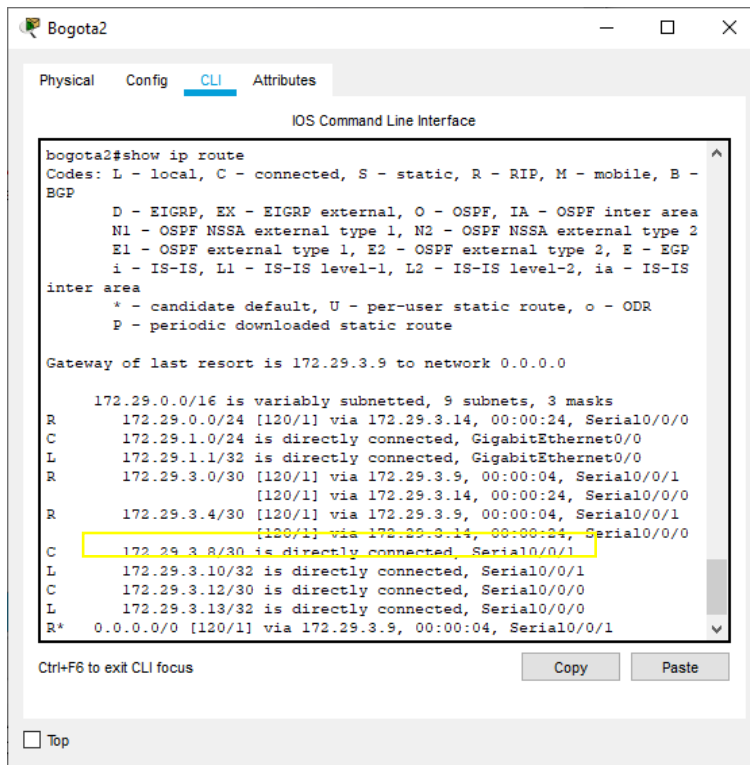 Bogota2
Physical Config CLI Attributes
IOS Command Line Interface
bogota2#show ip route
Codes: L - local, C - connected, S - static, R - RIP, M - mobile, B -
BGP
D - EIGRP, EX - EIGRP external, O - OSPF, IA - OSPF inter area
N1 - OSPF NSSA external type 1, N2 - OSPF NSSA external type 2
E1 - OSPF external type 1, E2 - OSPF external type 2, E - EGP
i - IS-IS, L1 - IS-IS level-1, L2 - IS-IS level-2, ia - IS-IS
inter area
* - candidate default, U - per-user static route, o - ODR
P - periodic downloaded static route
Gateway of last resort is 172.29.3.9 to network 0.0.0.0
172.29.0.0/16 is variably subnetted, 9 subnets, 3 masks
R 172.29.0.0/24 [120/1] via 172.29.3.14, 00:00:24, Serial0/0/0
C 172.29.1.0/24 is directly connected, GigabitEthernet0/0
L 172.29.1.1/32 is directly connected, GigabitEthernet0/0
R 172.29.3.0/30 [120/1] via 172.29.3.9, 00:00:04, Serial0/0/1
[120/1] via 172.29.3.14, 00:00:24, Serial0/0/0
R 172.29.3.4/30 [120/1] via 172.29.3.9, 00:00:04, Serial0/0/1
[120/1] via 172.29.3.14, 00:00:24, Serial0/0/0
C 172.29.3.8/30 is directly connected, Serial0/0/1
L 172.29.3.10/32 is directly connected, Serial0/0/1
C 172.29.3.12/30 is directly connected, Serial0/0/0
L 172.29.3.13/32 is directly connected, Serial0/0/0
R* 0.0.0.0/0 [120/1] via 172.29.3.9, 00:00:04, Serial0/0/1
Ctrl+F6 to exit CLI focus
Copy Paste
Top